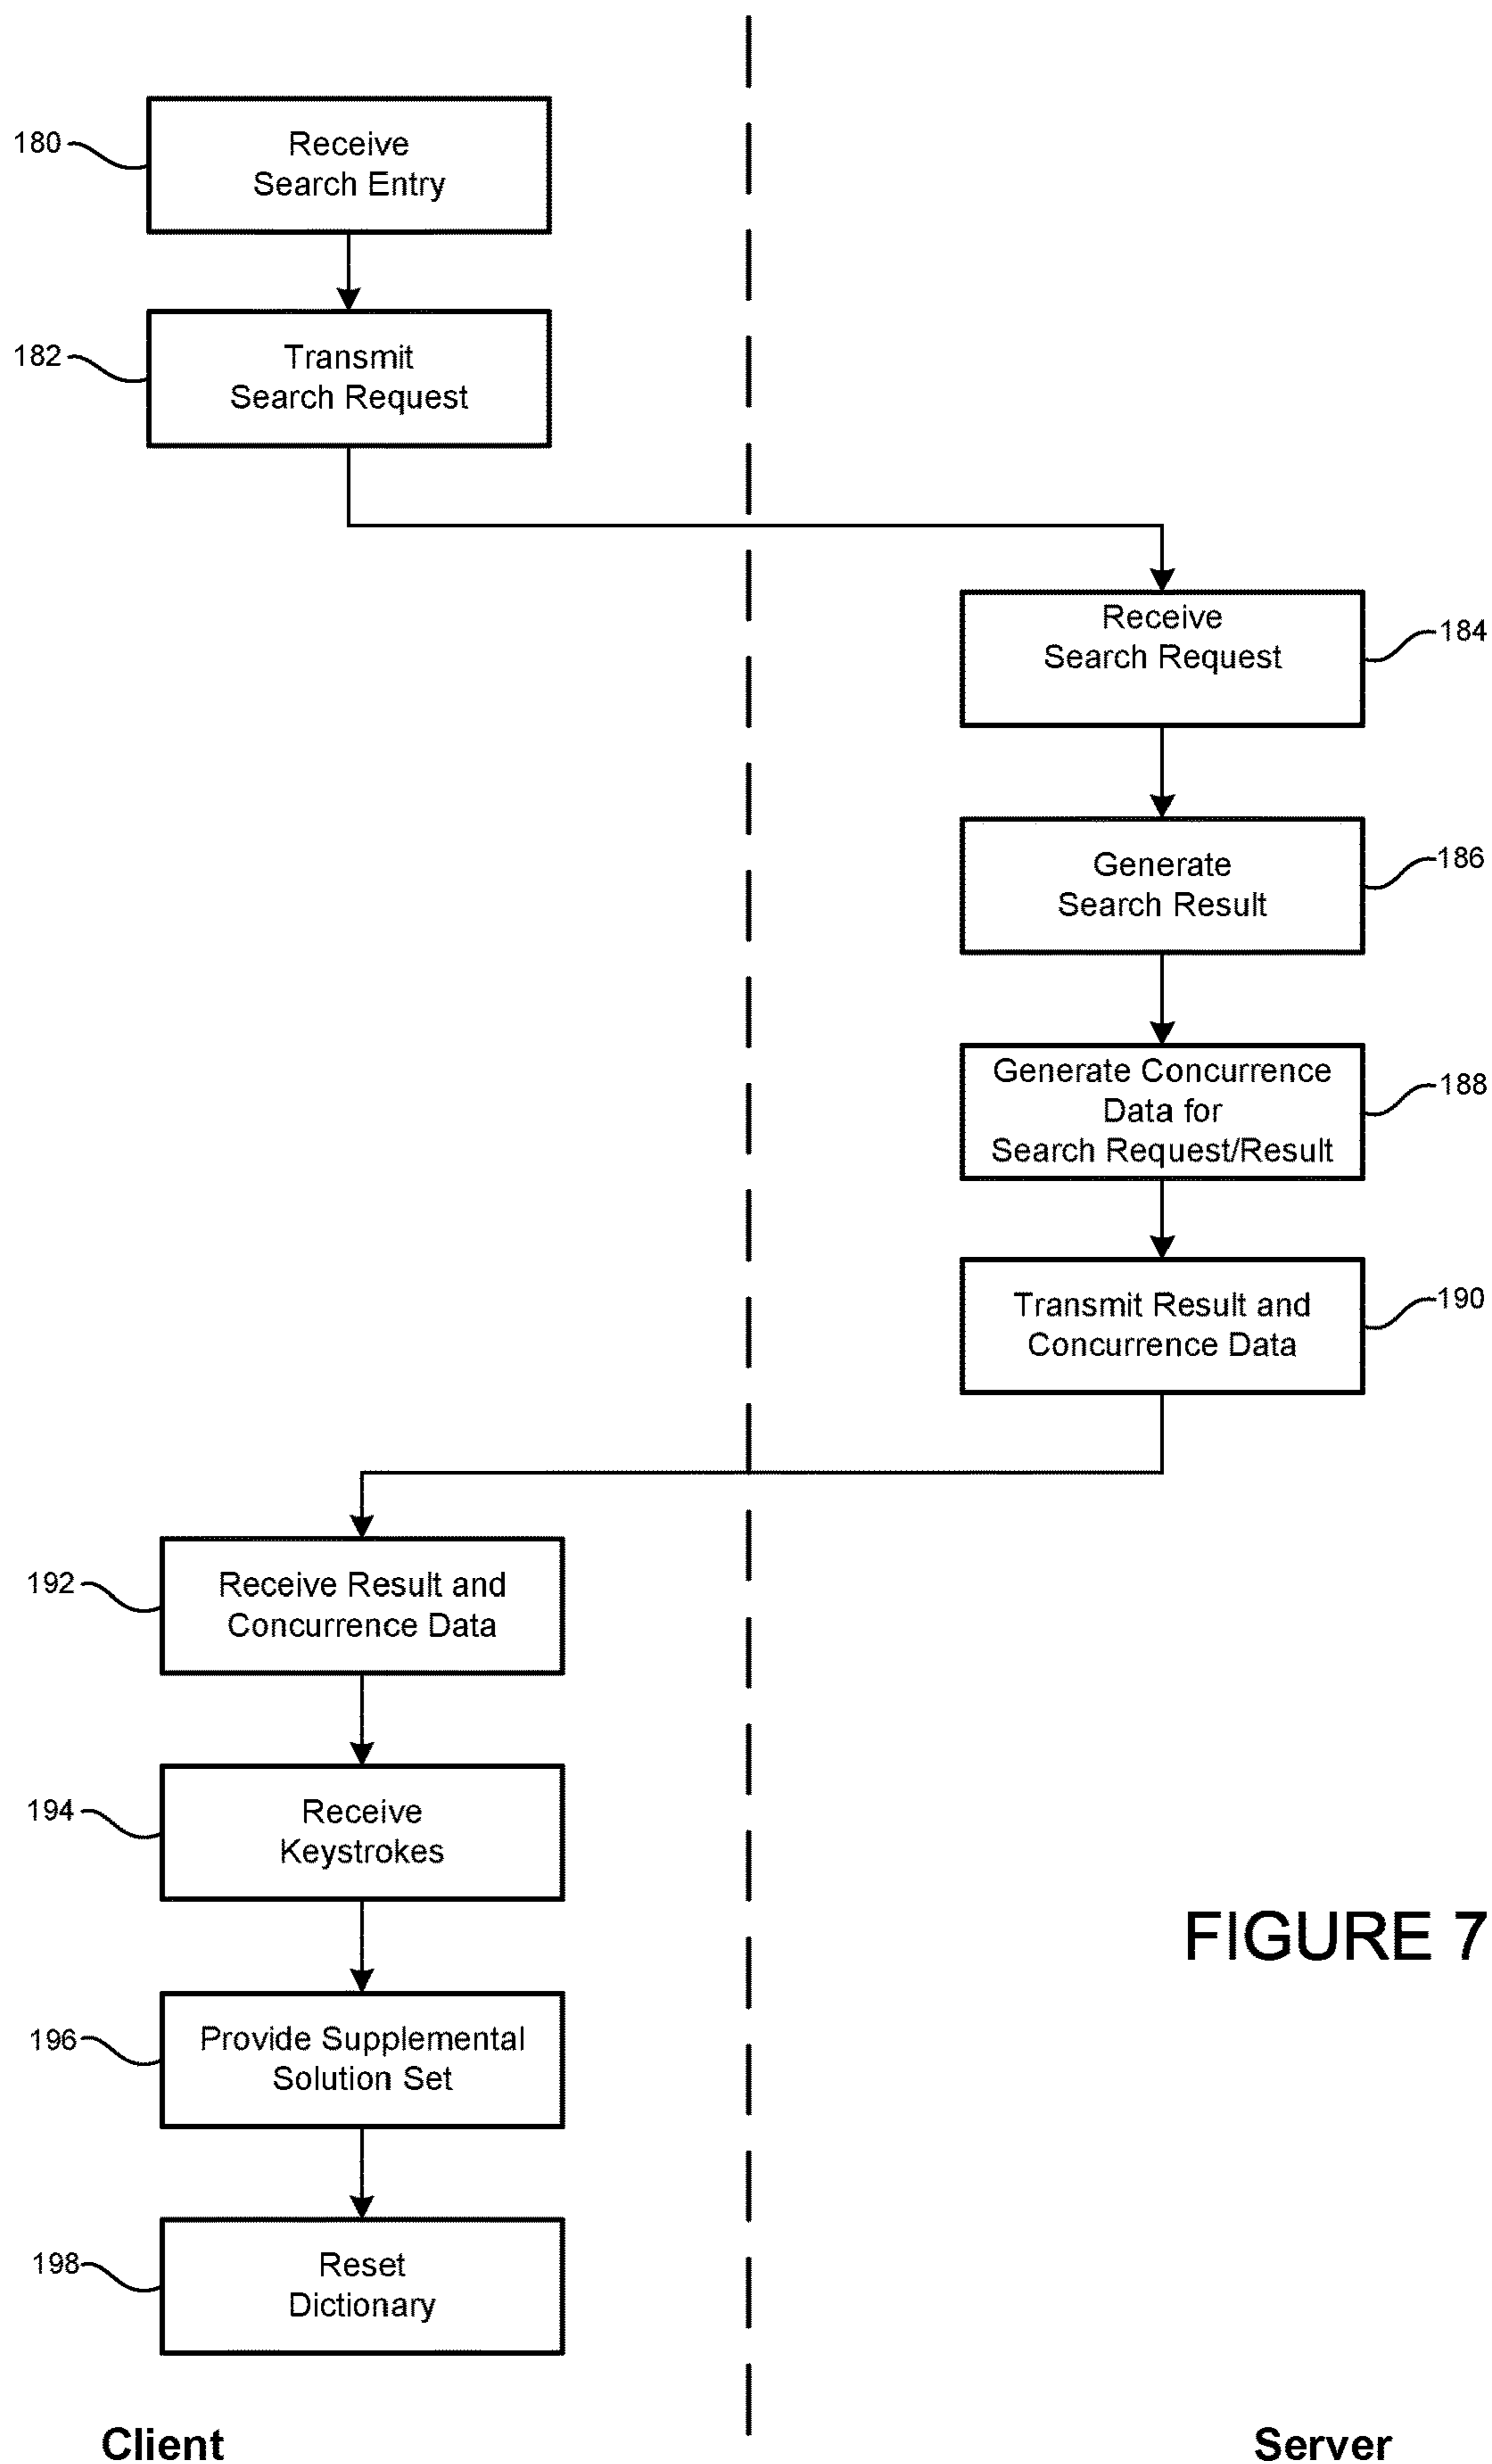 180
Receive
Search Entry
182
Transmit
Search Request
Receive
Search Request
184
Generate
Search Result
186
Generate Concurrence
Data for
Search Request/Result
188
Transmit Result and
Concurrence Data
190
192
Receive Result and
Concurrence Data
194
Receive
Keystrokes
FIGURE 7
196
Provide Supplemental
Solution Set
198
Reset
Dictionary
Client
Server